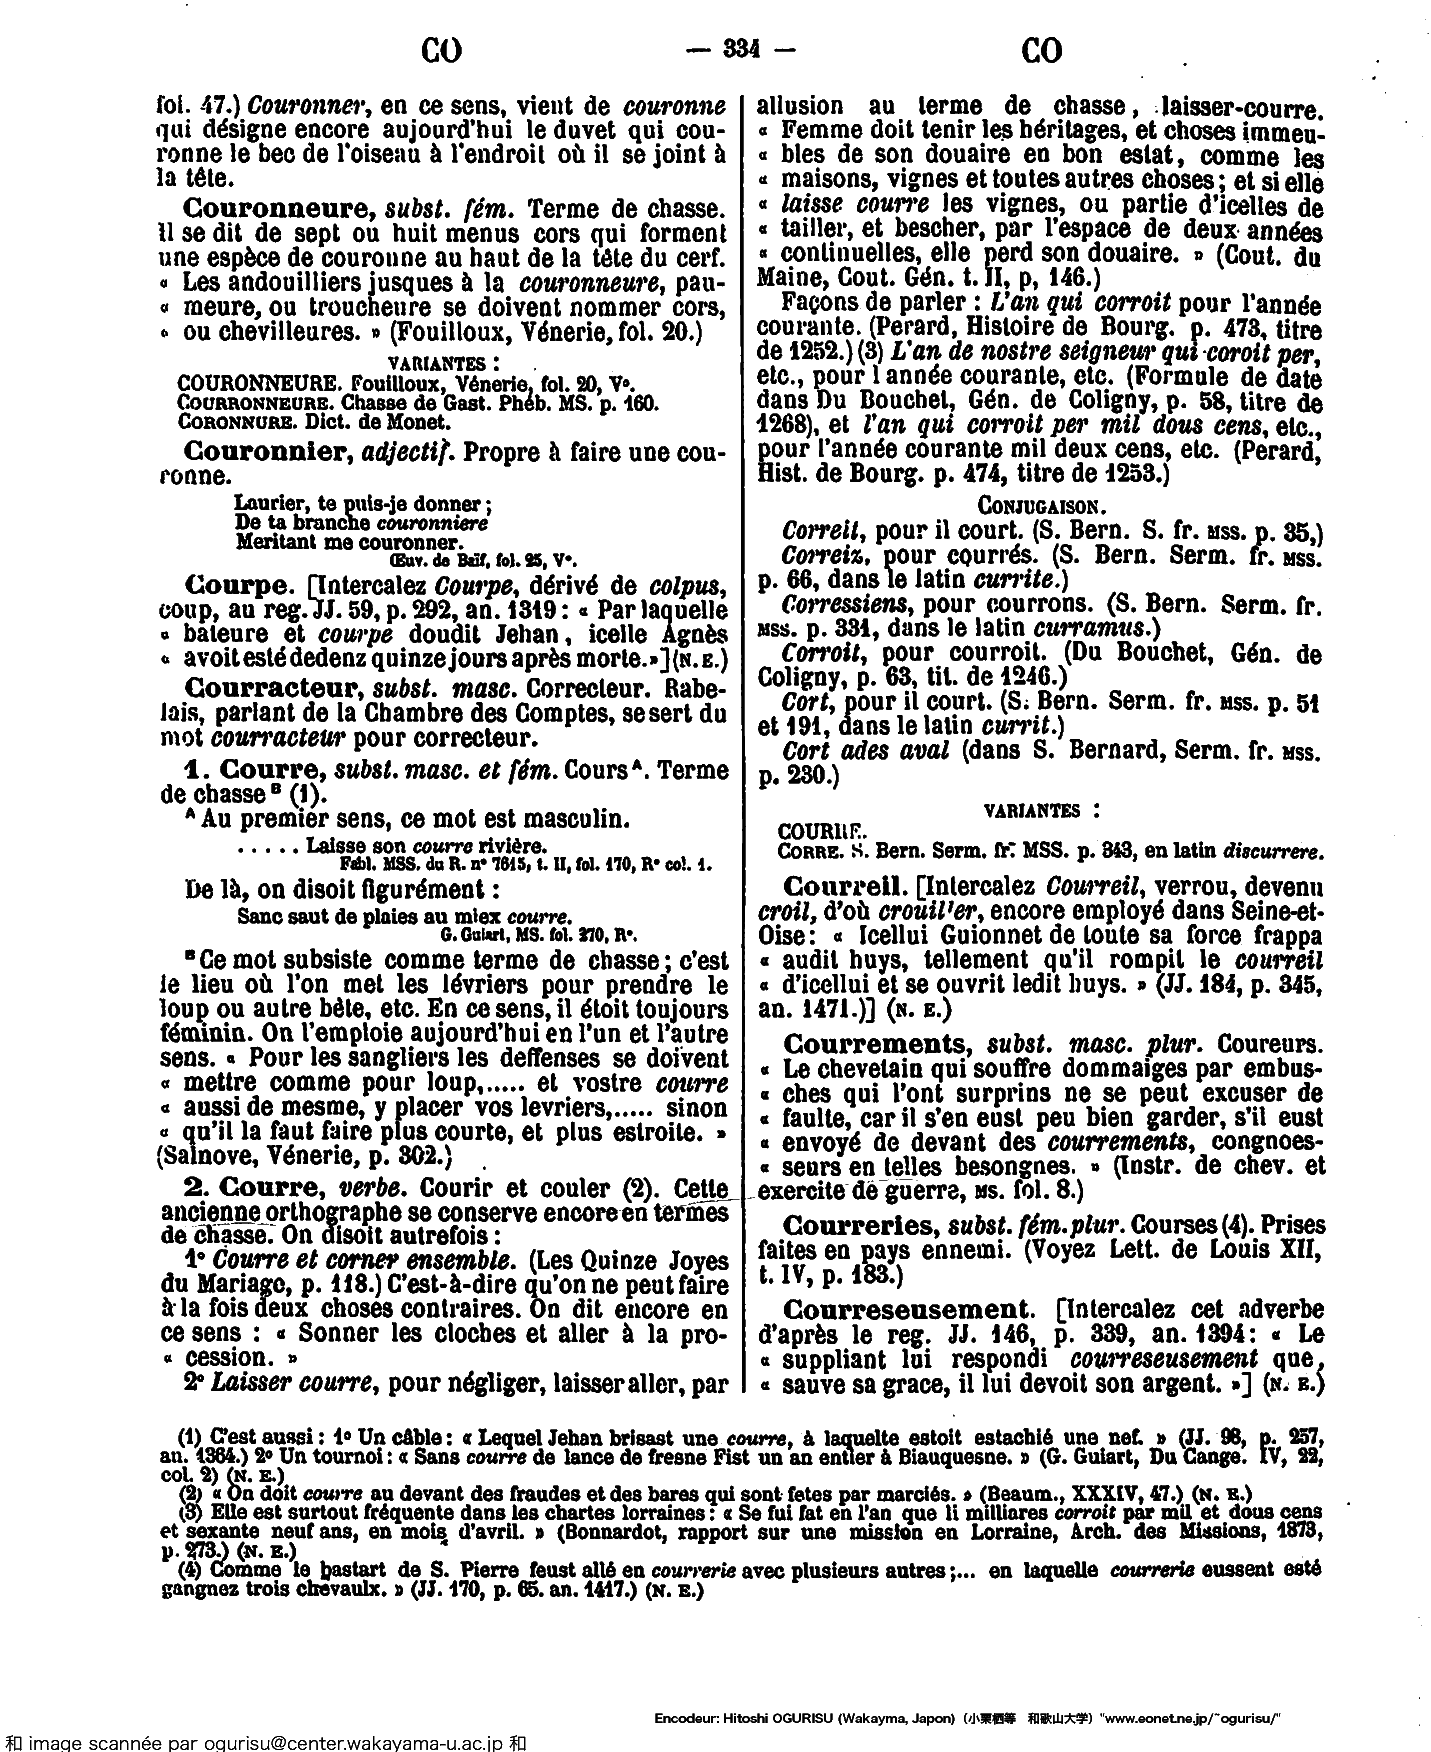 CO — 334 — CO
fol. 47.) Couronner, en ce sens, vient de couronne
qui désigne encore aujourd'hui le duvet qui cou-
ronne le bec de l'oiseau à l'endroit où il se joint à
la tête.
Couronneure, subst. fém. Terme de chasse.
Il se dit de sept ou huit menus cors qui forment
une espèce de couronne au haut de la tête du cerf.
« Les andouilliers jusques à la couronneure, pau-
« meure, ou troucheure se doivent nommer cors,
« ou chevilleures. » (Fouilloux, Vénerie, fol. 20.)
VARIANTES :
COURONNEURE. Fouilloux, Vénerie, fol. 20, V°.
COURRONNEURE. Chasse de Gast. Phéb. MS. p. 160.
CORONNURE. Dict. de Monet.
Couronnier, adjectif. Propre à faire une cou-
ronne.
Laurier, te puis-je donner ;
De ta branche couronniere
Meritant me couronner.
Œuv. de Baïf, fol. 25, V°.
Courpe. [Intercalez Courpe, dérivé de colpus,
coup, au reg. JJ. 59, p. 292, an. 1319 : « Par laquelle
« bateure et courpe doudit Jehan, icelle Agnès
« avoit esté dedenz quinze jours après morte.»] (N. E.)
Courracteur, subst. masc. Correcteur. Rabe-
lais, parlant de la Chambre des Comptes, se sert du
mot courracteur pour correcteur.
1. Courre, subst. masc. et fém. Cours ᴬ. Terme
de chasse ᴮ (1).
ᴬ Au premier sens, ce mot est masculin.
. . . . . Laisse son courre rivière.
Fabl. MSS. du R. n° 7615, t. II, fol. 170, R° col. 1.
De là, on disoit figurément :
Sanc saut de plaies au miex courre.
G. Guiart, MS. fol. 270, R°.
ᴮ Ce mot subsiste comme terme de chasse ; c'est
le lieu où l'on met les lévriers pour prendre le
loup ou autre bête, etc. En ce sens, il étoit toujours
féminin. On l'emploie aujourd'hui en l'un et l'autre
sens. « Pour les sangliers les deffenses se doivent
« mettre comme pour loup,..... et vostre courre
« aussi de mesme, y placer vos levriers,..... sinon
« qu'il la faut faire plus courte, et plus estroite. »
(Salnove, Vénerie, p. 302.)
2. Courre, verbe. Courir et couler (2). Cette
ancienne orthographe se conserve encore en termes
de chasse. On disoit autrefois :
1° Courre et corner ensemble. (Les Quinze Joyes
du Mariage, p. 118.) C'est-à-dire qu'on ne peut faire
à la fois deux choses contraires. On dit encore en
ce sens : « Sonner les cloches et aller à la pro-
« cession. »
2° Laisser courre, pour négliger, laisser aller, par
allusion au terme de chasse, laisser-courre.
« Femme doit tenir les héritages, et choses immeu-
« bles de son douaire en bon estat, comme les
« maisons, vignes et toutes autres choses ; et si elle
« laisse courre les vignes, ou partie d'icelles de
« tailler, et bescher, par l'espace de deux années
« continuelles, elle perd son douaire. » (Cout. du
Maine, Cout. Gén. t. II, p, 146.)
Façons de parler : L'an qui corroit pour l'année
courante. (Perard, Histoire de Bourg. p. 473, titre
de 1252.) (3) L'an de nostre seigneur qui coroit per,
etc., pour l année courante, etc. (Formule de date
dans Du Bouchet, Gén. de Coligny, p. 58, titre de
1268), et l'an qui corroit per mil dous cens, etc.,
pour l'année courante mil deux cens, etc. (Perard,
Hist. de Bourg. p. 474, titre de 1253.)
CONJUGAISON.
Correit, pour il court. (S. Bern. S. fr. MSS. p. 35,)
Correiz, pour courrés. (S. Bern. Serm. fr. MSS.
p. 66, dans le latin currite.)
Corressiens, pour courrons. (S. Bern. Serm. fr.
MSS. p. 331, dans le latin curramus.)
Corroit, pour courroit. (Du Bouchet, Gén. de
Coligny, p. 63, tit. de 1246.)
Cort, pour il court. (S. Bern. Serm. fr. MSS. p. 51
et 191, dans le latin currit.)
Cort ades aval (dans S. Bernard, Serm. fr. MSS.
p. 230.)
VARIANTES :
COURRE.
CORRE. S. Bern. Serm. fr. MSS. p. 343, en latin discurrere.
Courreil. [Intercalez Courreil, verrou, devenu
croil, d'où crouiller, encore employé dans Seine-et-
Oise : « Icellui Guionnet de toute sa force frappa
« audit huys, tellement qu'il rompit le courreil
« d'icellui et se ouvrit ledit huys. » (JJ. 184, p. 345,
an. 1471.)] (N. E.)
Courrements, subst. masc. plur. Coureurs.
« Le chevetain qui souffre dommaiges par embus-
« ches qui l'ont surprins ne se peut excuser de
« faulte, car il s'en eust peu bien garder, s'il eust
« envoyé de devant des courrements, congnoes-
« seurs en telles besongnes. » (Instr. de chev. et
exercite de guerre, MS. fol. 8.)
Courreries, subst. fém. plur. Courses (4). Prises
faites en pays ennemi. (Voyez Lett. de Louis XII,
t. IV, p. 183.)
Courreseusement. [Intercalez cet adverbe
d'après le reg. JJ. 146, p. 339, an. 1394 : « Le
« suppliant lui respondi courreseusement que,
« sauve sa grace, il lui devoit son argent. »] (N. E.)
(1) C'est aussi : 1° Un câble : « Lequel Jehan brisast une courre, à laquelle estoit estachié une nef. » (JJ. 98, p. 257,
an. 1364.) 2° Un tournoi : « Sans courre de lance de fresne Fist un an entier à Biauquesne. » (G. Guiart, Du Cange. IV, 22,
col. 2) (N. E.)
(2) « On doit courre au devant des fraudes et des bares qui sont fetes par marciés. » (Beaum., XXXIV, 47.) (N. E.)
(3) Elle est surtout fréquente dans les chartes lorraines : « Se fui fat en l'an que li milliares corroit par mil et dous cens
et sexante neuf ans, en mois d'avril. » (Bonnardot, rapport sur une mission en Lorraine, Arch. des Missions, 1873,
p. 273.) (N. E.)
(4) Comme le bastart de S. Pierre feust allé en courrerie avec plusieurs autres ;... en laquelle courrerie eussent esté
gangnez trois chevaulx. » (JJ. 170, p. 65. an. 1417.) (N. E.)
Encodeur: Hitoshi OGURISU (Wakayma, Japon) (小栗栖等 和歌山大学) "www.eonet.ne.jp/~ogurisu/"
和 image scannée par ogurisu@center.wakayama-u.ac.jp 和